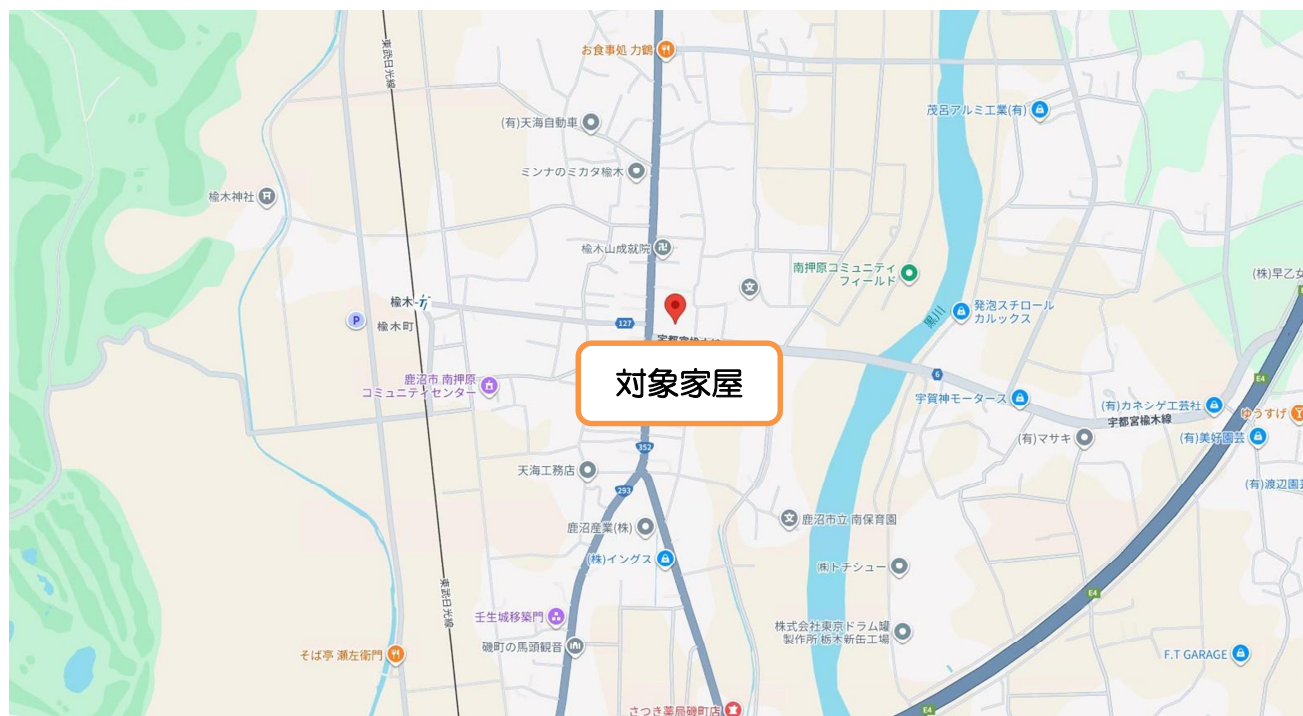 東武日光線
お食事処 力鶴
茂呂アルミ工業(有)
(有)天海自動車
ミンナのミカタ楡木
楡木神社
楡木山成就院
文
南押原コミュニティ
フィールド
(株)早乙女
楡木
127
P
楡木町
黒川
発泡スチロール
カルックス
対象家屋
鹿沼市 南押原
コミュニティセンター
6
E4
宇賀神モータース
(有)カネシゲ工芸社
宇都宮楡木線
ゆうすげ
(有)マサキ
(有)美好園芸
352
天海工務店
293
(有)渡辺園芸
文
鹿沼市立 南保育園
鹿沼産業(株)
(株)イングス
㈱トチシュー
東武日光線
E4
壬生城移築門
株式会社東京ドラム罐
製作所 栃木新缶工場
磯町の馬頭観音
そば亭 瀬左衛門
F.T GARAGE
さつき薬局磯町店
E4